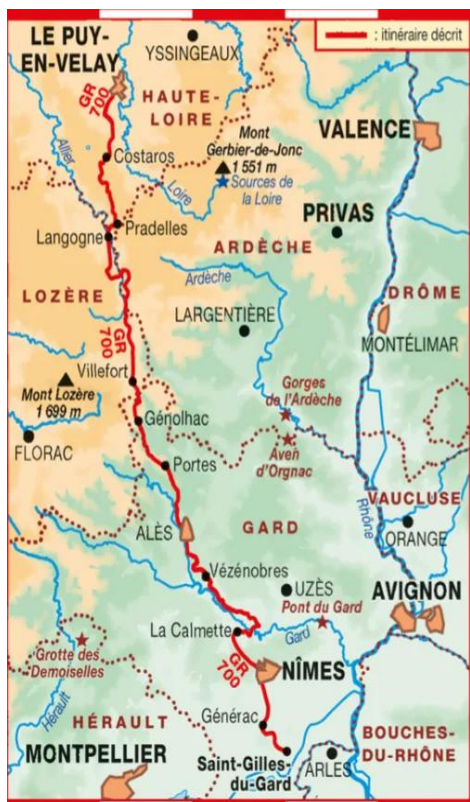 : itinéraire décrit
LE PUY-
EN-VELAY
YSSINGEAUX
GR
700
HAUTE-
LOIRE
VALENCE
Allier
Costaros
Loire
Mont
Gerbier-de-Jonc
1 551 m
Sources de
la Loire
PRIVAS
Pradelles
Langogne
ARDÈCHE
Ardèche
LOZÈRE
DRÔME
LARGENTIÈRE
GR
700
MONTÉLIMAR
Villefort
Mont Lozère
1 699 m
Gorges
de l'Ardèche
Génolhac
FLORAC
Aven
d'Orgnac
Portes
VAUCLUSE
Rhône
GARD
ORANGE
ALÈS
Vézénobres
UZÈS
AVIGNON
Pont du Gard
La Calmette
Gard
Grotte des
Demoiselles
GR
700
NÎMES
Hérault
HÉRAULT
Générac
BOUCHES-
DU-RHÔNE
MONTPELLIER
Saint-Gilles-
du-Gard
ARLES